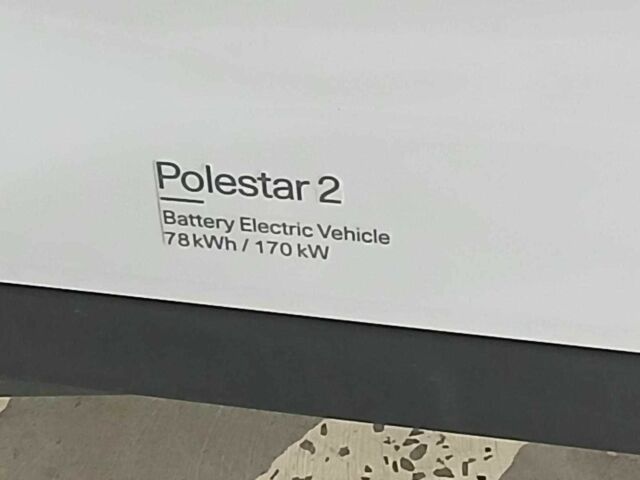 Polestar 2
Battery Electric Vehicle
78 kWh / 170 kW